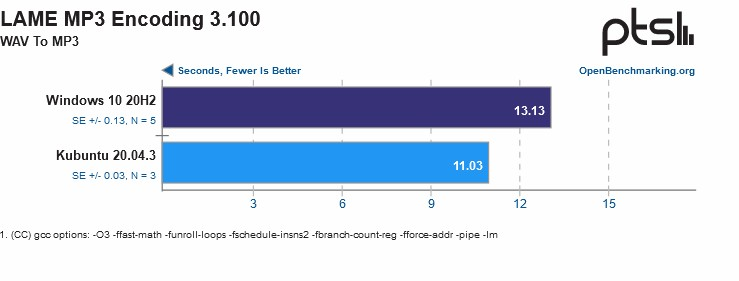 LAME MP3 Encoding 3.100
WAV To MP3
ptsl
Seconds, Fewer Is Better
OpenBenchmarking.org
Windows 10 20H2
SE +/- 0.13, N = 5
13.13
Kubuntu 20.04.3
SE +/- 0.03, N = 3
11.03
3 6 9 12 15
1. (CC) gcc options: -O3 -ffast-math -funroll-loops -fschedule-insns2 -fbranch-count-reg -fforce-addr -pipe -lm